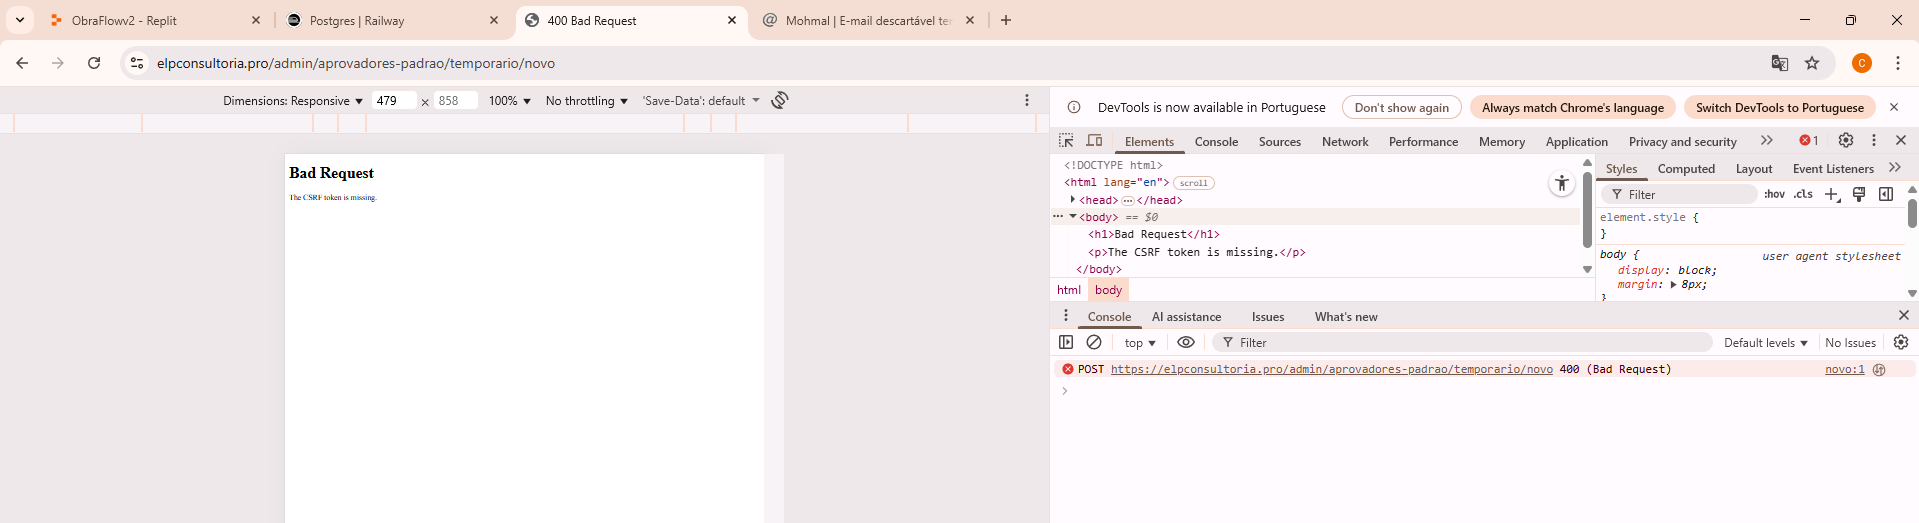 ObraFlowv2 - Replit
Postgres | Railway
400 Bad Request
Mohmal | E-mail descartável te
elpconsultoria.pro/admin/aprovadores-padrao/temporario/novo
C
Dimensions: Responsive 479 × 858 100% No throttling 'Save-Data': default
Bad Request
The CSRF token is missing.
DevTools is now available in Portuguese Don't show again Always match Chrome's language Switch DevTools to Portuguese
Elements Console Sources Network Performance Memory Application Privacy and security 1
<!DOCTYPE html>
<html lang="en"> scroll
<head> … </head>
<body> == $0
<h1>Bad Request</h1>
<p>The CSRF token is missing.</p>
</body>
html body
Styles Computed Layout Event Listeners
Filter :hov .cls
element.style {
}
body { user agent stylesheet
display: block;
margin: 8px;
}
Console AI assistance Issues What's new
top Filter Default levels No Issues
POST https://elpconsultoria.pro/admin/aprovadores-padrao/temporario/novo 400 (Bad Request) novo:1